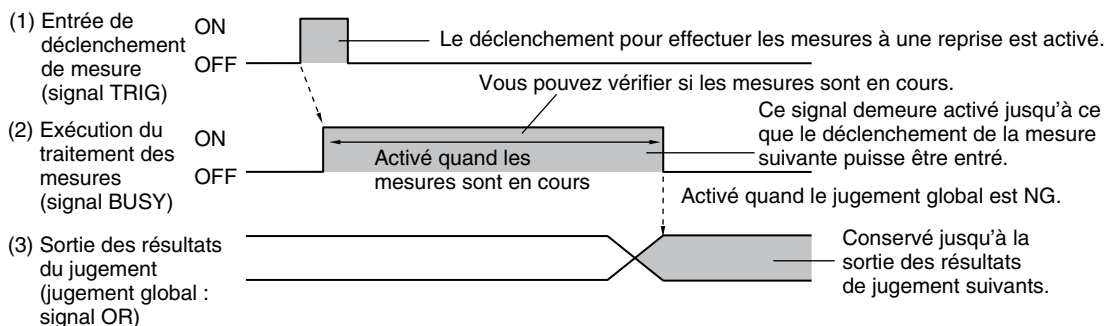 (1) Entrée de
déclenchement
de mesure
(signal TRIG)
ON
OFF
Le déclenchement pour effectuer les mesures à une reprise est activé.
Vous pouvez vérifier si les mesures sont en cours.
(2) Exécution du
traitement des
mesures
(signal BUSY)
ON
OFF
Activé quand les
mesures sont en cours
Ce signal demeure activé jusqu'à ce
que le déclenchement de la mesure
suivante puisse être entré.
Activé quand le jugement global est NG.
(3) Sortie des résultats
du jugement
(jugement global :
signal OR)
Conservé jusqu'à la
sortie des résultats
de jugement suivants.